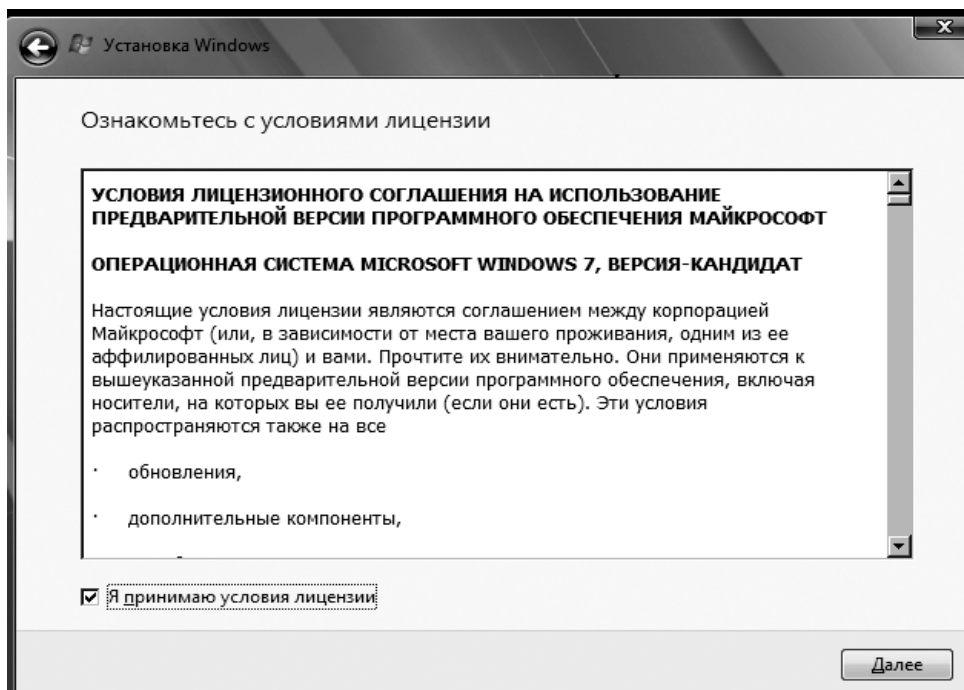 Установка Windows
Ознакомьтесь с условиями лицензии
УСЛОВИЯ ЛИЦЕНЗИОННОГО СОГЛАШЕНИЯ НА ИСПОЛЬЗОВАНИЕ
ПРЕДВАРИТЕЛЬНОЙ ВЕРСИИ ПРОГРАММНОГО ОБЕСПЕЧЕНИЯ МАЙКРОСОФТ
ОПЕРАЦИОННАЯ СИСТЕМА MICROSOFT WINDOWS 7, ВЕРСИЯ-КАНДИДАТ
Настоящие условия лицензии являются соглашением между корпорацией
Майкрософт (или, в зависимости от места вашего проживания, одним из ее
аффилированных лиц) и вами. Прочтите их внимательно. Они применяются к
вышеуказанной предварительной версии программного обеспечения, включая
носители, на которых вы ее получили (если они есть). Эти условия
распространяются также на все
· обновления,
· дополнительные компоненты,
Я принимаю условия лицензии
Далее